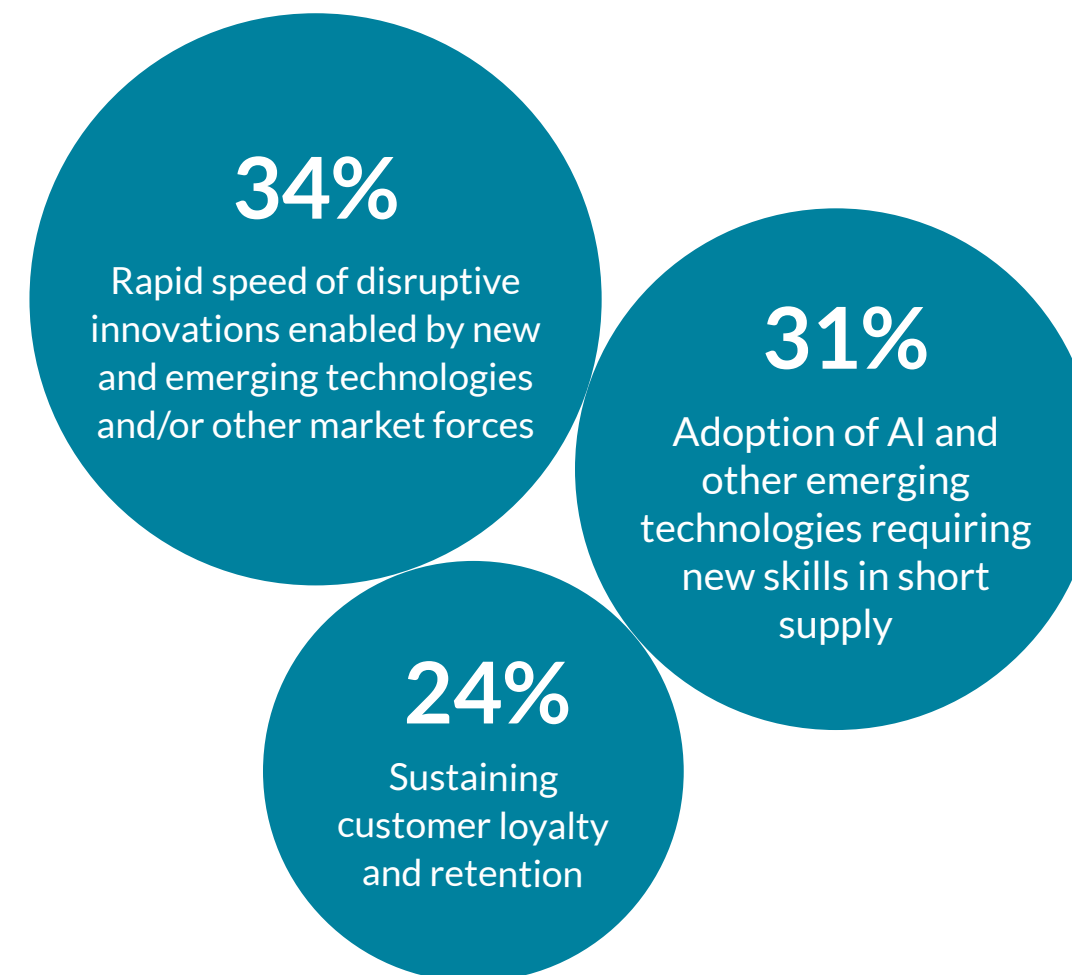 34%
Rapid speed of disruptive
innovations enabled by new
and emerging technologies
and/or other market forces
31%
Adoption of AI and
other emerging
technologies requiring
new skills in short
supply
24%
Sustaining
customer loyalty
and retention